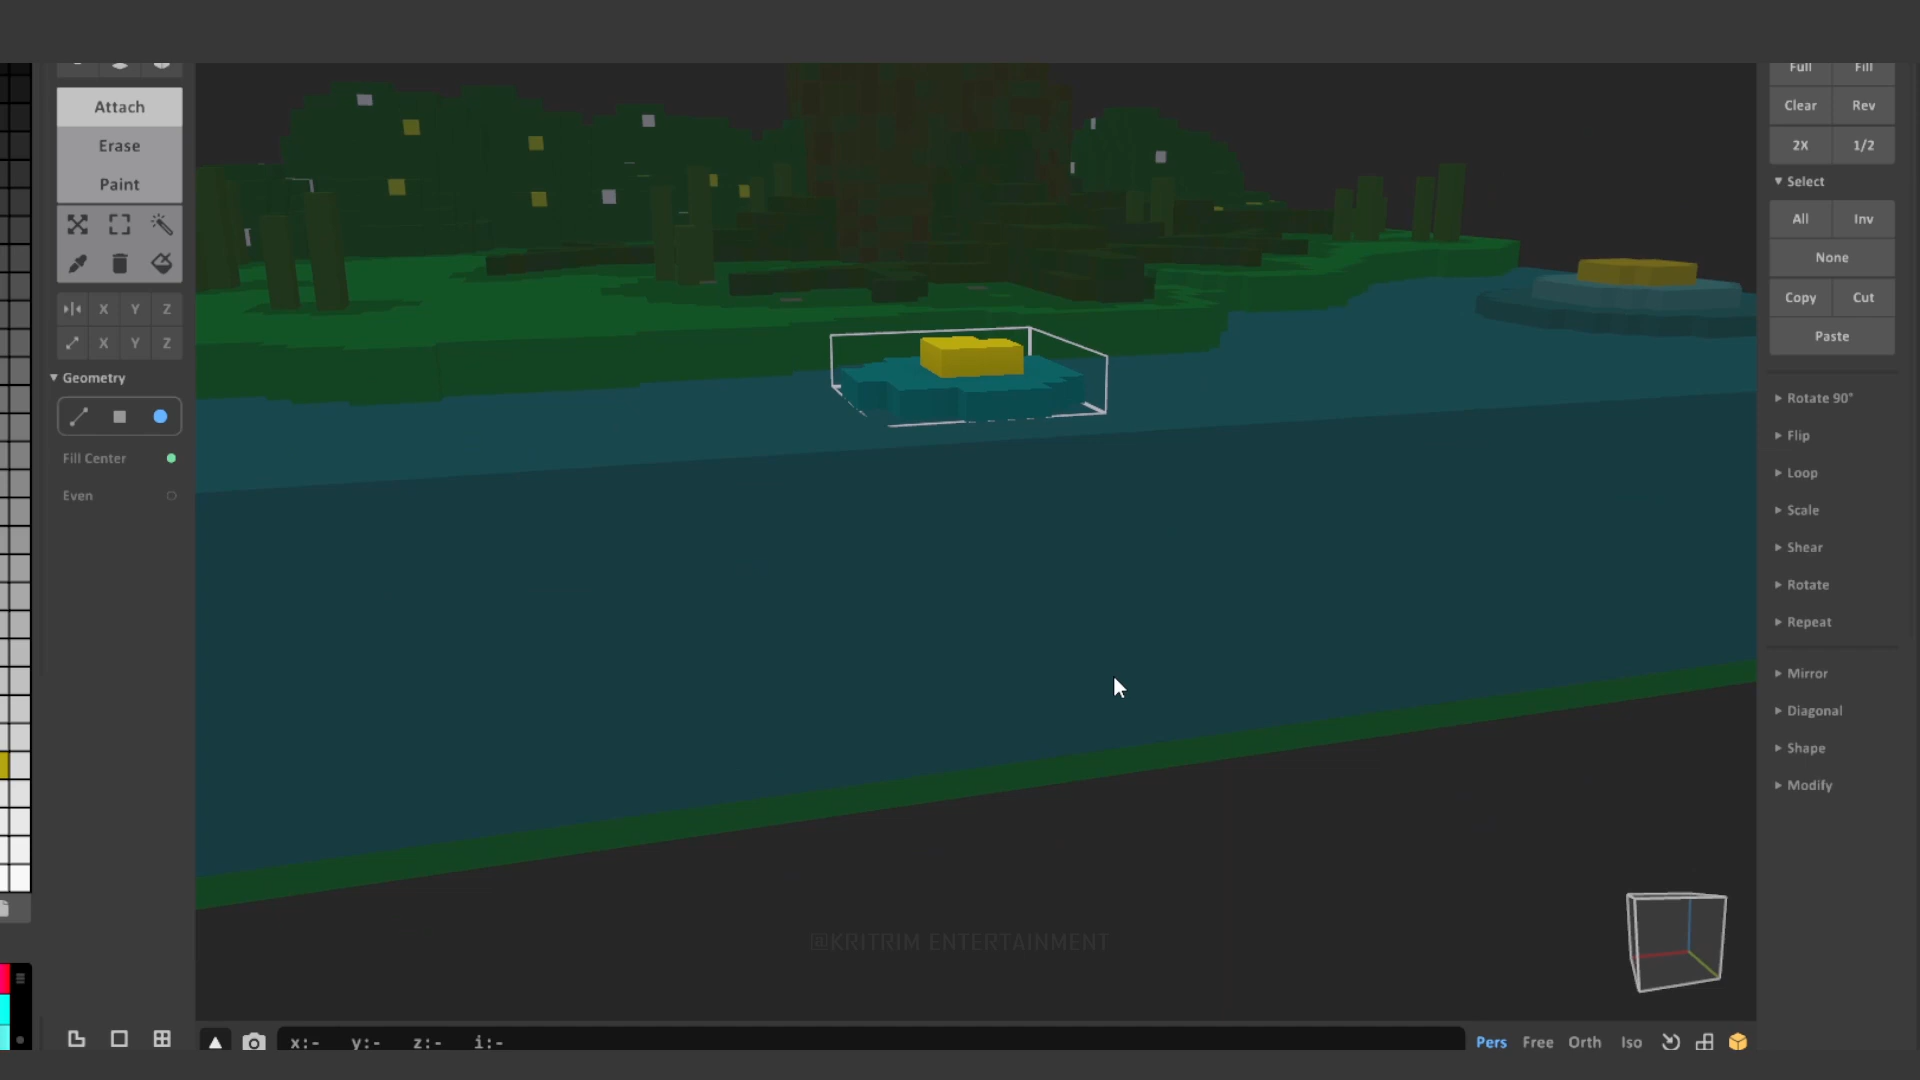 Full Fill
Attach
Clear Rev
Erase
2X 1/2
Paint
Select
All Inv
None
Copy Cut
X Y Z
Paste
X Y Z
Geometry
Rotate 90°
Flip
Fill Center
Loop
Even
Scale
Shear
Rotate
Repeat
Mirror
Diagonal
Shape
Modify
@KRITRIM ENTERTAINMENT
x:- y:- z:- i:-
Pers Free Orth Iso